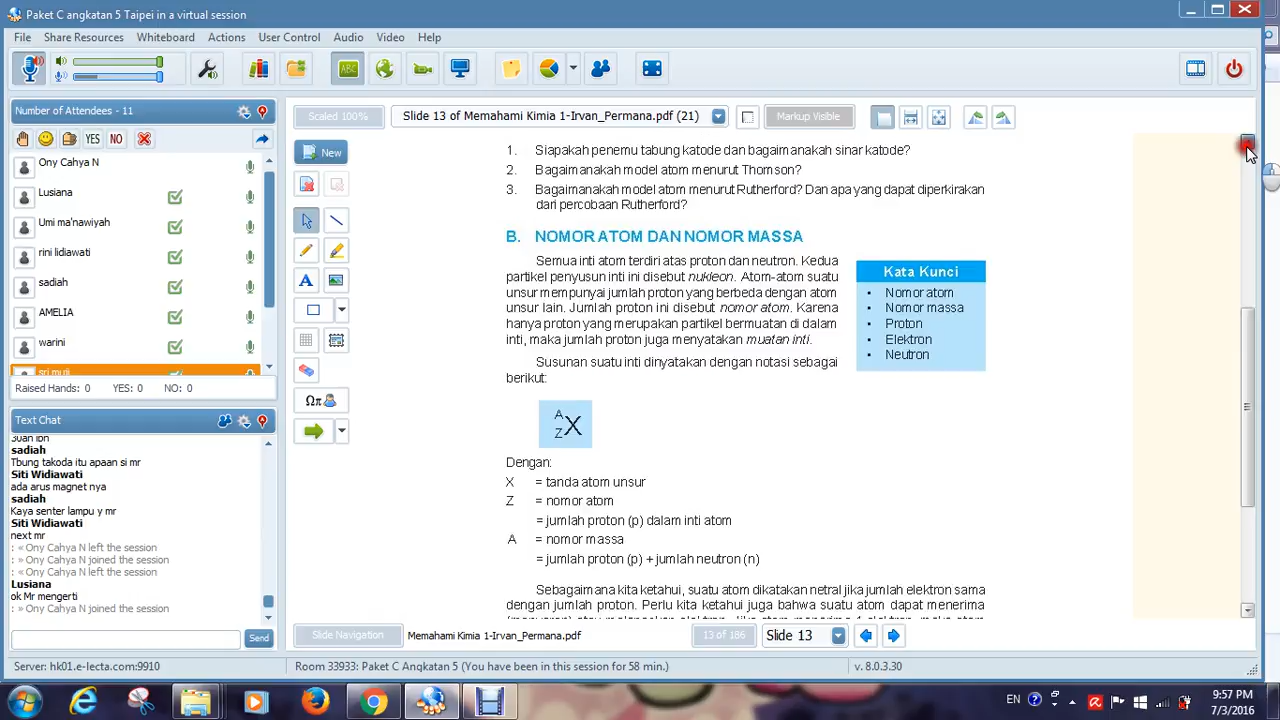 Paket C angkatan 5 Taipei in a virtual session
File Share Resources Whiteboard Actions User Control Audio Video Help
ABC
Number of Attendees - 11
YES NO
Ony Cahya N
Lusiana
Umi ma'nawiyah
rini lidiawati
sadiah
AMELIA
warini
sri muji
Raised Hands: 0 YES: 0 NO: 0
Text Chat
sadiah
Tbung takoda itu apaan si mr
Siti Widiawati
ada arus magnet nya
sadiah
Kaya senter lampu y mr
Siti Widiawati
next mr
: « Ony Cahya N left the session
: » Ony Cahya N joined the session
: « Ony Cahya N left the session
Lusiana
ok Mr mengerti
: » Ony Cahya N joined the session
Send
Scaled 100% Slide 13 of Memahami Kimia 1-Irvan_Permana.pdf (21) Markup Visible
New
A
Ωπ
1. Siapakah penemu tabung katode dan bagaimanakah sinar katode?
2. Bagaimanakah model atom menurut Thomson?
3. Bagamanakah model atom menurut Rutherford? Dan apa yang dapat diperkirakan
dari percobaan Rutherford?
B. NOMOR ATOM DAN NOMOR MASSA
Semua inti atom terdiri atas proton dan neutron. Kedua
partikel penyusun inti ini disebut nukleon. Atom-atom suatu
unsur mempunyai jumlah proton yang berbeda dengan atom
unsur lain. Jumlah proton ini disebut nomor atom. Karena
hanya proton yang merupakan partikel bermuatan di dalam
inti, maka jumlah proton juga menyatakan muatan inti.
Susunan suatu inti dinyatakan dengan notasi sebagai
berikut:
Kata Kunci
• Nomor atom
• Nomor massa
• Proton
• Elektron
• Neutron
A
Z X
Dengan:
X = tanda atom unsur
Z = nomor atom
= jumlah proton (p) dalam inti atom
A = nomor massa
= jumlah proton (p) + jumlah neutron (n)
Sebagaimana kita ketahui, suatu atom dikatakan netral jika jumlah elektron sama
dengan jumlah proton. Perlu kita ketahui juga bahwa suatu atom dapat menerima
Slide Navigation Memahami Kimia 1-Irvan_Permana.pdf 13 of 186 Slide 13
Server: hk01.e-lecta.com:9910 Room 33933: Paket C Angkatan 5 (You have been in this session for 58 min.) v. 8.0.3.30
EN 9:57 PM
7/3/2016